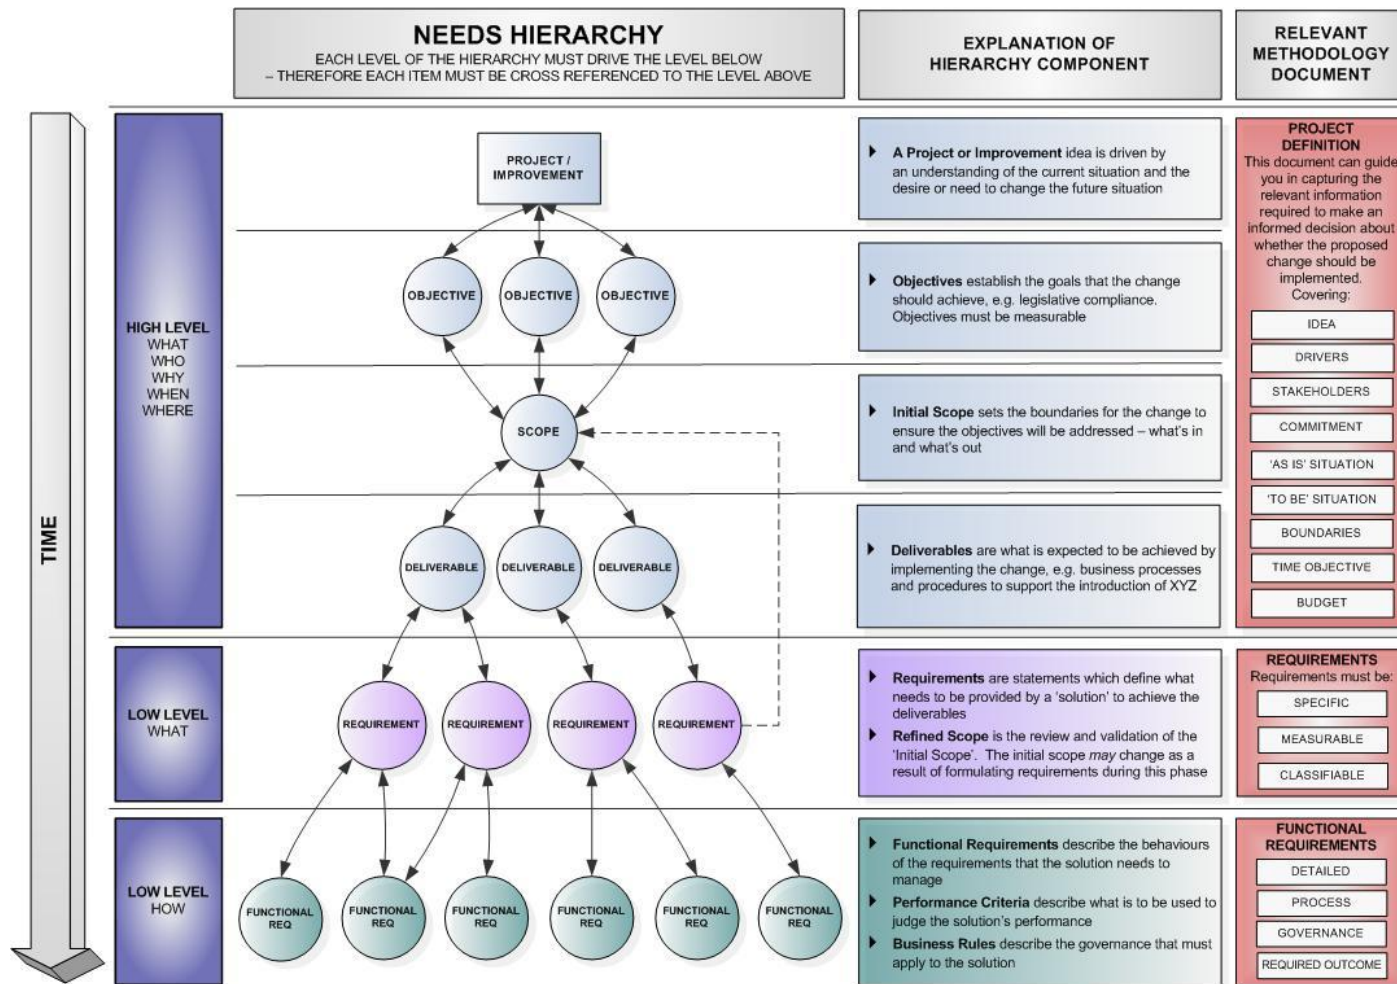 NEEDS HIERARCHY
EACH LEVEL OF THE HIERARCHY MUST DRIVE THE LEVEL BELOW
– THEREFORE EACH ITEM MUST BE CROSS REFERENCED TO THE LEVEL ABOVE
EXPLANATION OF
HIERARCHY COMPONENT
RELEVANT
METHODOLOGY
DOCUMENT
TIME
HIGH LEVEL
WHAT
WHO
WHY
WHEN
WHERE
PROJECT /
IMPROVEMENT
A Project or Improvement idea is driven by
an understanding of the current situation and the
desire or need to change the future situation
OBJECTIVE
OBJECTIVE
OBJECTIVE
Objectives establish the goals that the change
should achieve, e.g. legislative compliance.
Objectives must be measurable
SCOPE
Initial Scope sets the boundaries for the change to
ensure the objectives will be addressed – what's in
and what's out
DELIVERABLE
DELIVERABLE
DELIVERABLE
Deliverables are what is expected to be achieved by
implementing the change, e.g. business processes
and procedures to support the introduction of XYZ
PROJECT
DEFINITION
This document can guide
you in capturing the
relevant information
required to make an
informed decision about
whether the proposed
change should be
implemented.
Covering:
IDEA
DRIVERS
STAKEHOLDERS
COMMITMENT
'AS IS' SITUATION
'TO BE' SITUATION
BOUNDARIES
TIME OBJECTIVE
BUDGET
LOW LEVEL
WHAT
REQUIREMENT
REQUIREMENT
REQUIREMENT
REQUIREMENT
Requirements are statements which define what
needs to be provided by a 'solution' to achieve the
deliverables
Refined Scope is the review and validation of the
'Initial Scope'. The initial scope may change as a
result of formulating requirements during this phase
REQUIREMENTS
Requirements must be:
SPECIFIC
MEASURABLE
CLASSIFIABLE
LOW LEVEL
HOW
FUNCTIONAL
REQ
FUNCTIONAL
REQ
FUNCTIONAL
REQ
FUNCTIONAL
REQ
FUNCTIONAL
REQ
FUNCTIONAL
REQ
Functional Requirements describe the behaviours
of the requirements that the solution needs to
manage
Performance Criteria describe what is to be used to
judge the solution's performance
Business Rules describe the governance that must
apply to the solution
FUNCTIONAL
REQUIREMENTS
DETAILED
PROCESS
GOVERNANCE
REQUIRED OUTCOME